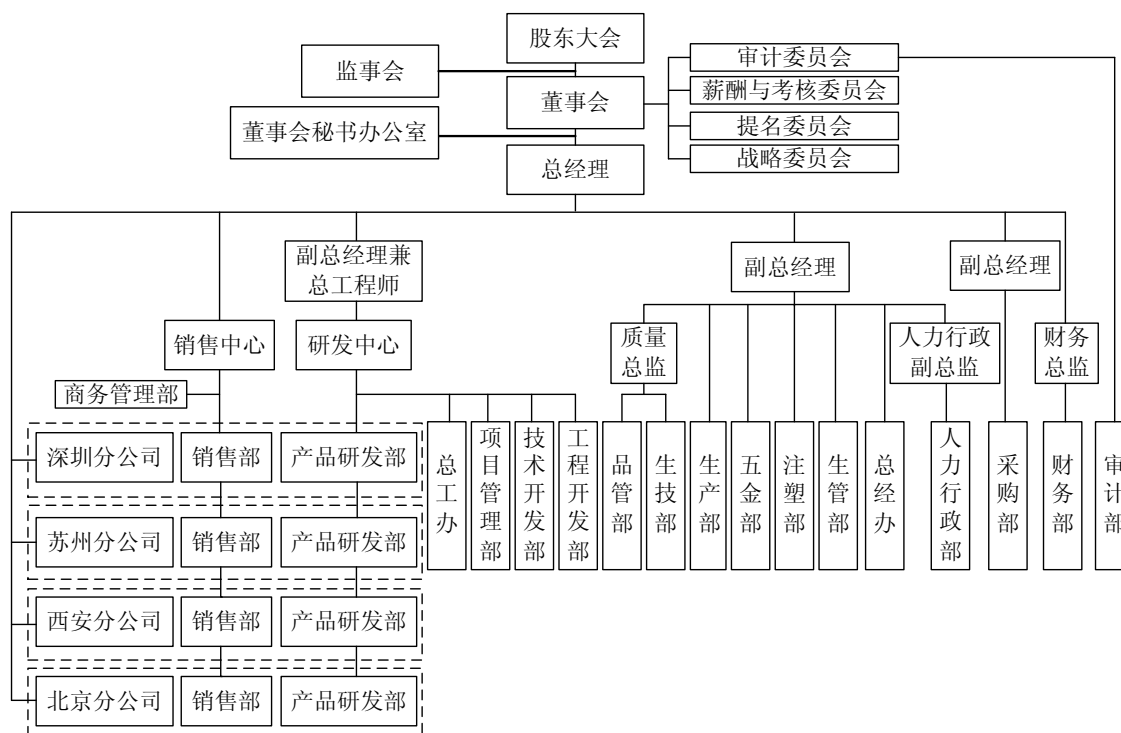 股东大会
监事会
审计委员会
董事会
薪酬与考核委员会
董事会秘书办公室
提名委员会
战略委员会
总经理
副总经理兼
总工程师
副总经理
副总经理
销售中心
研发中心
质量
总监
人力行政
副总监
财务
总监
商务管理部
深圳分公司
销售部
产品研发部
总工办
项目管理部
技术开发部
工程开发部
品管部
生技部
生产部
五金部
注塑部
生管部
总经办
人力行政部
采购部
财务部
审计部
苏州分公司
销售部
产品研发部
西安分公司
销售部
产品研发部
北京分公司
销售部
产品研发部